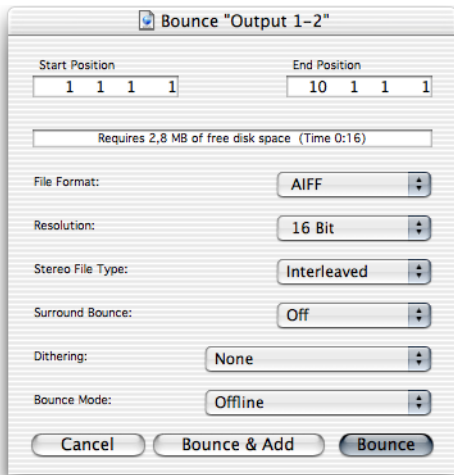 Bounce "Output 1-2"
Start Position End Position
1 1 1 1 10 1 1 1
Requires 2,8 MB of free disk space (Time 0:16)
File Format: AIFF
Resolution: 16 Bit
Stereo File Type: Interleaved
Surround Bounce: Off
Dithering: None
Bounce Mode: Offline
Cancel Bounce & Add Bounce